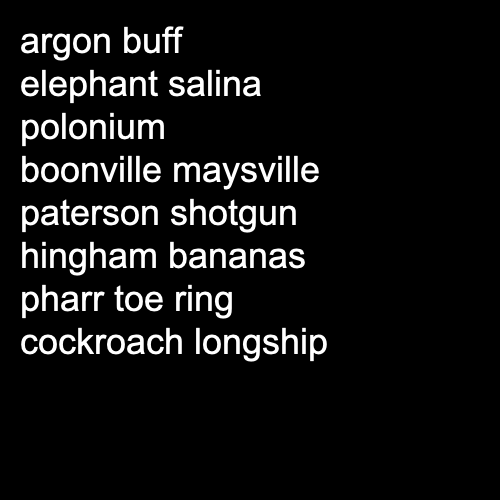 argon buff
elephant salina
polonium
boonville maysville
paterson shotgun
hingham bananas
pharr toe ring
cockroach longship